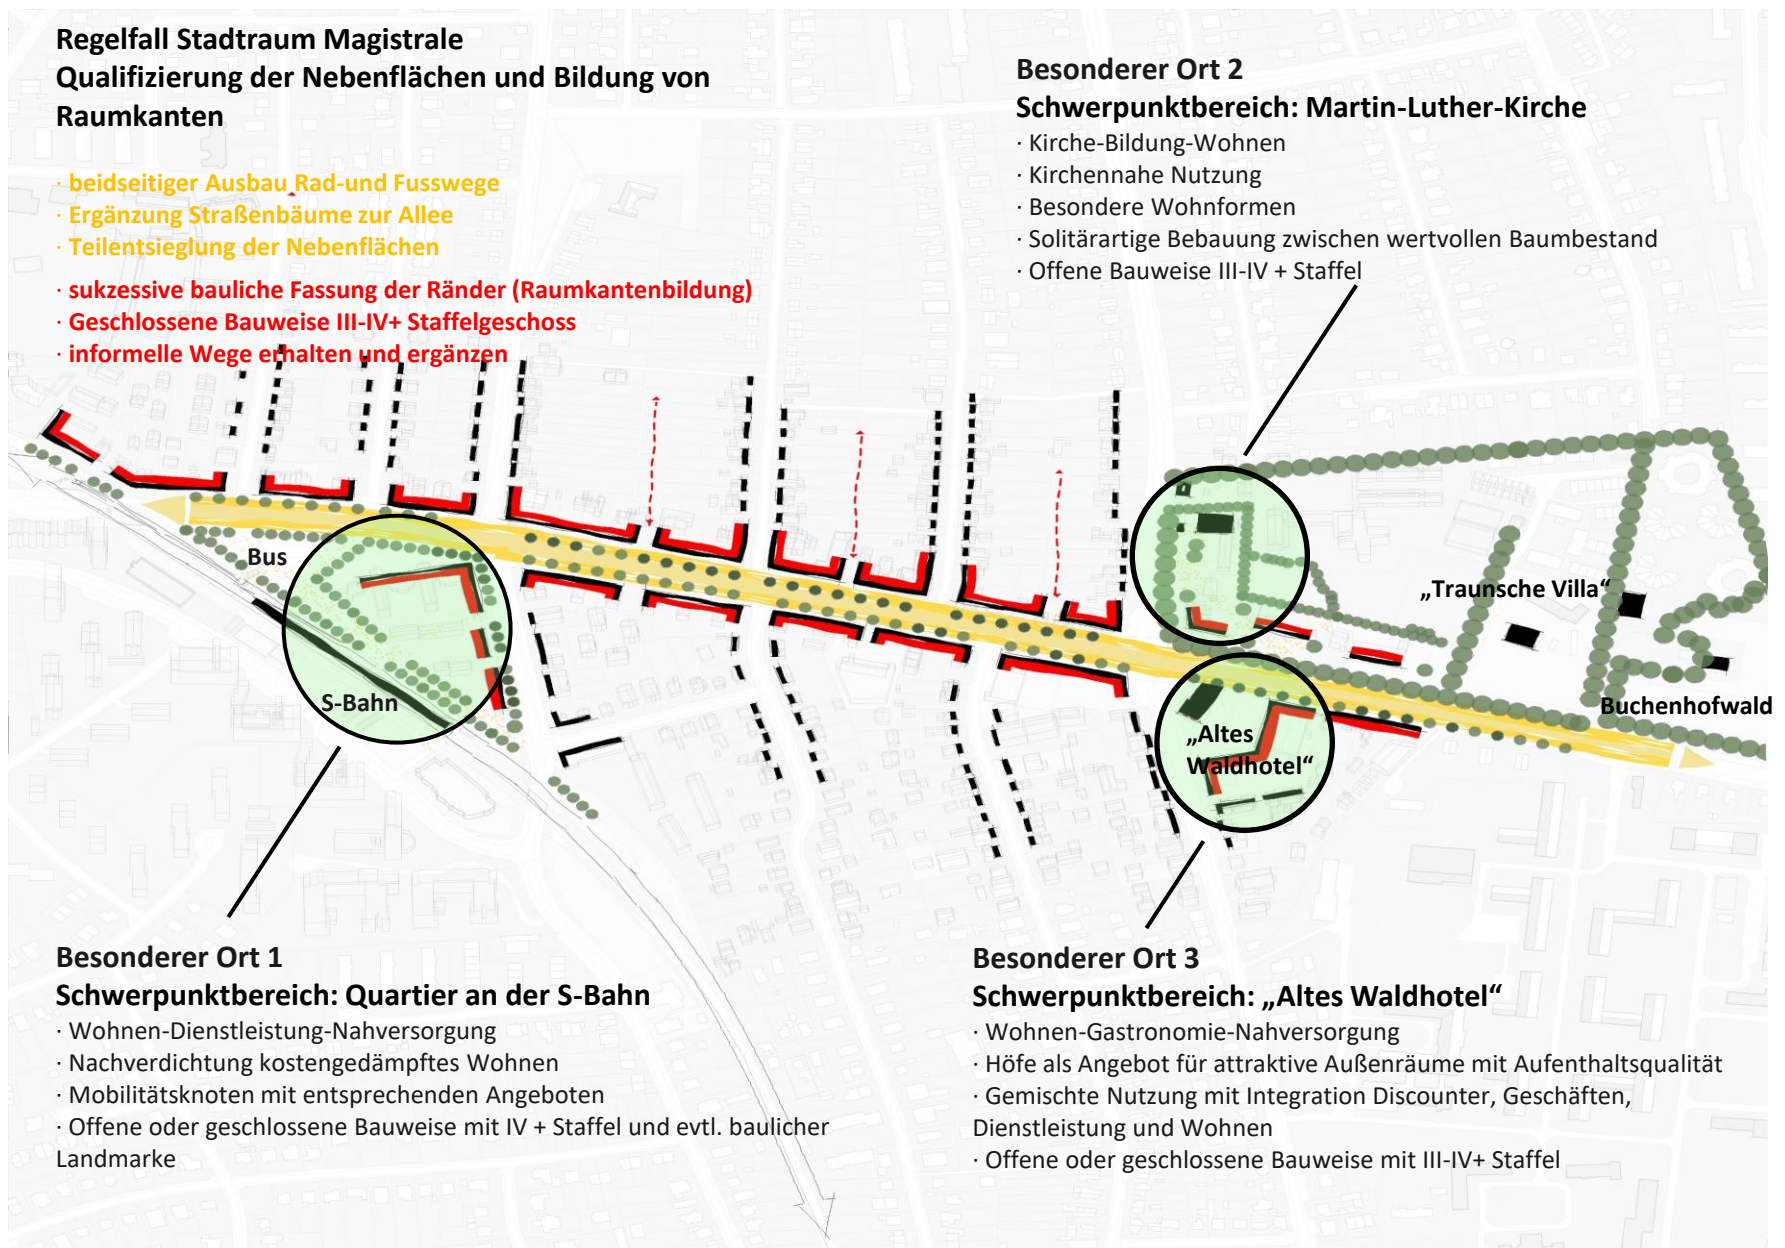 Regelfall Stadtraum Magistrale
Qualifizierung der Nebenflächen und Bildung von
Raumkanten
· beidseitiger Ausbau Rad-und Fusswege
· Ergänzung Straßenbäume zur Allee
· Teilentsieglung der Nebenflächen
· sukzessive bauliche Fassung der Ränder (Raumkantenbildung)
· Geschlossene Bauweise III-IV+ Staffelgeschoss
· informelle Wege erhalten und ergänzen
Besonderer Ort 2
Schwerpunktbereich: Martin-Luther-Kirche
· Kirche-Bildung-Wohnen
· Kirchennahe Nutzung
· Besondere Wohnformen
· Solitärartige Bebauung zwischen wertvollen Baumbestand
· Offene Bauweise III-IV + Staffel
Bus
S-Bahn
„Traunsche Villa“
Buchenhofwald
„Altes
Waldhotel“
Besonderer Ort 1
Schwerpunktbereich: Quartier an der S-Bahn
· Wohnen-Dienstleistung-Nahversorgung
· Nachverdichtung kostengedämpftes Wohnen
· Mobilitätsknoten mit entsprechenden Angeboten
· Offene oder geschlossene Bauweise mit IV + Staffel und evtl. baulicher
Landmarke
Besonderer Ort 3
Schwerpunktbereich: „Altes Waldhotel“
· Wohnen-Gastronomie-Nahversorgung
· Höfe als Angebot für attraktive Außenräume mit Aufenthaltsqualität
· Gemischte Nutzung mit Integration Discounter, Geschäften,
Dienstleistung und Wohnen
· Offene oder geschlossene Bauweise mit III-IV+ Staffel